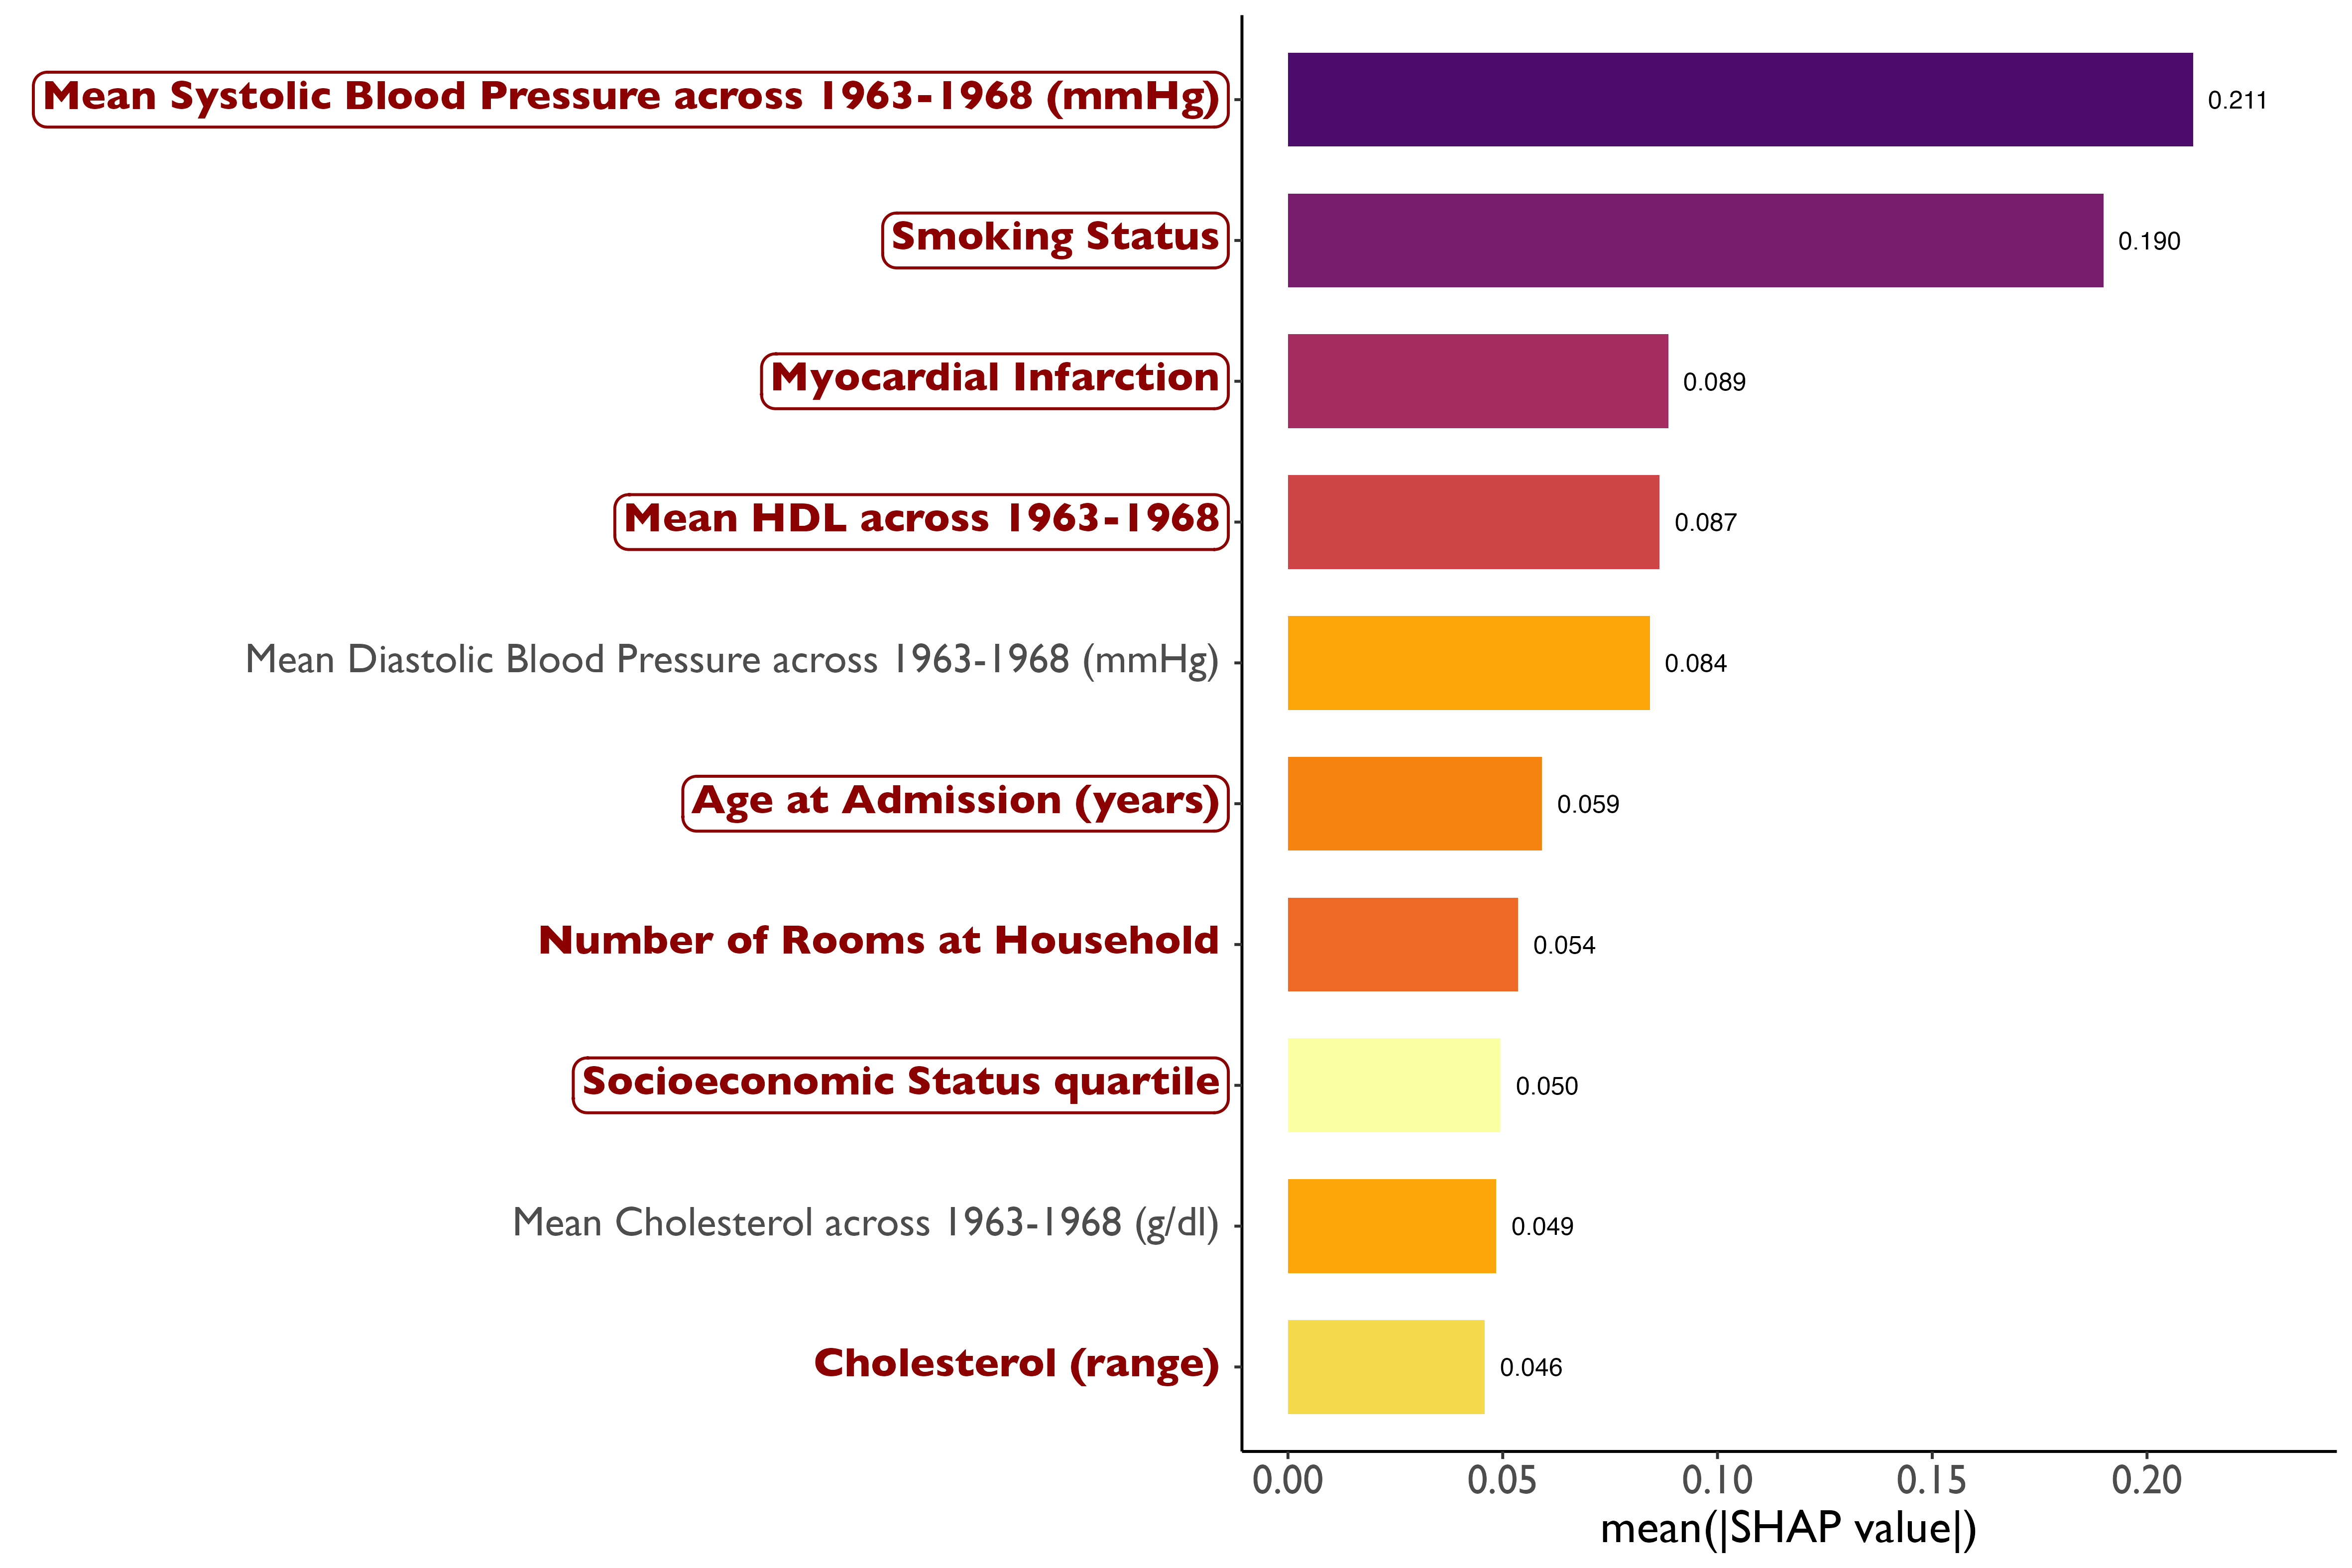 Mean Systolic Blood Pressure across 1963-1968 (mmHg) 0.211
Smoking Status 0.190
Myocardial Infarction 0.089
Mean HDL across 1963-1968 0.087
Mean Diastolic Blood Pressure across 1963-1968 (mmHg) 0.084
Age at Admission (years) 0.059
Number of Rooms at Household 0.054
Socioeconomic Status quartile 0.050
Mean Cholesterol across 1963-1968 (g/dl) 0.049
Cholesterol (range) 0.046
0.00 0.05 0.10 0.15 0.20
mean(|SHAP value|)